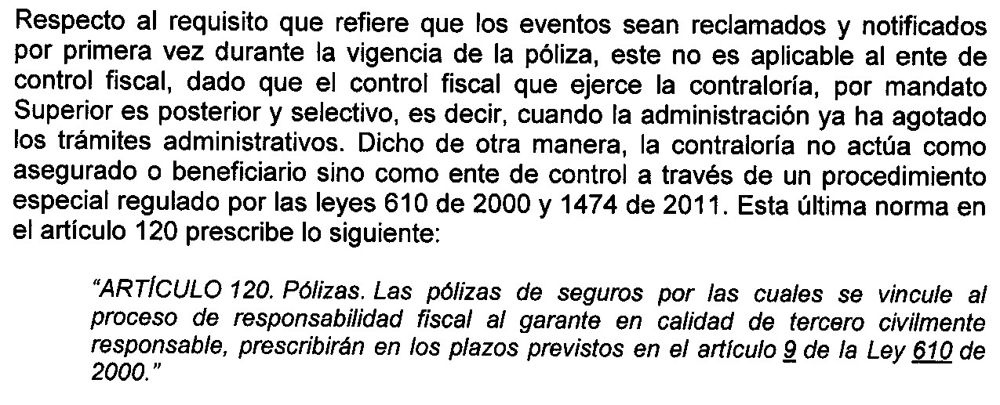 Respecto al requisito que refiere que los eventos sean reclamados y notificados
por primera vez durante la vigencia de la póliza, este no es aplicable al ente de
control fiscal, dado que el control fiscal que ejerce la contraloría, por mandato
Superior es posterior y selectivo, es decir, cuando la administración ya ha agotado
los trámites administrativos. Dicho de otra manera, la contraloría no actúa como
asegurado o beneficiario sino como ente de control a través de un procedimiento
especial regulado por las leyes 610 de 2000 y 1474 de 2011. Esta última norma en
el artículo 120 prescribe lo siguiente:
“ARTÍCULO 120. Pólizas. Las pólizas de seguros por las cuales se vincule al
proceso de responsabilidad fiscal al garante en calidad de tercero civilmente
responsable, prescribirán en los plazos previstos en el artículo 9 de la Ley 610 de
2000.”